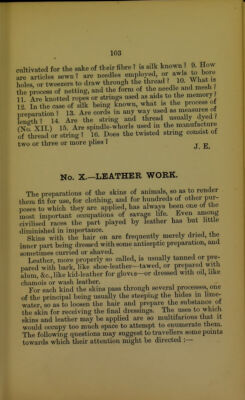 103
cultivated for the sake of their fibre? is silk known? 9. How
are articles sewn? are needles employed, or awls to bore
holes, or tweezers to draw through the thread? 10. What is
the process of netting, and the form of the needle and mesh?
11. Are knotted ropes or strings used as aids to the memory?
12. In the case of silk being known, what is the process of
preparation? 13. Are cords in any way used as measures of
length? 14. Are the string and thread usually dyed?
(No. XII.) 15. Are spindle-whorls used in the manufacture
of thread or string? 16. Does the twisted string consist of
two or three or more plies?
J. E.
No. X.—LEATHER WORK.
The preparations of the skins of animals, so as to render
them fit for use, for clothing, and for hundreds of other pur-
poses to which they are applied, has always been one of the
most important occupations of savage life. Even among
civilised races the part played by leather has but little
diminished in importance.
Skins with the hair on are frequently merely dried, the
inner part being dressed with some antiseptic preparation, and
sometimes curried or shaved.
Leather, more properly so called, is usually tanned or pre-
pared with bark, like shoe-leather—tawed, or prepared with
alum, &c., like kid-leather for gloves—or dressed with oil, like
chamois or wash leather.
For each kind the skins pass through several processes, one
of the principal being usually the steeping the hides in lime-
water, so as to loosen the hair and prepare the substance of
the skin for receiving the final dressings. The uses to which
skins and leather may be applied are so multifarious that it
would occupy too much space to attempt to enumerate them.
The following questions may suggest to travellers some points
towards which their attention might be directed :—